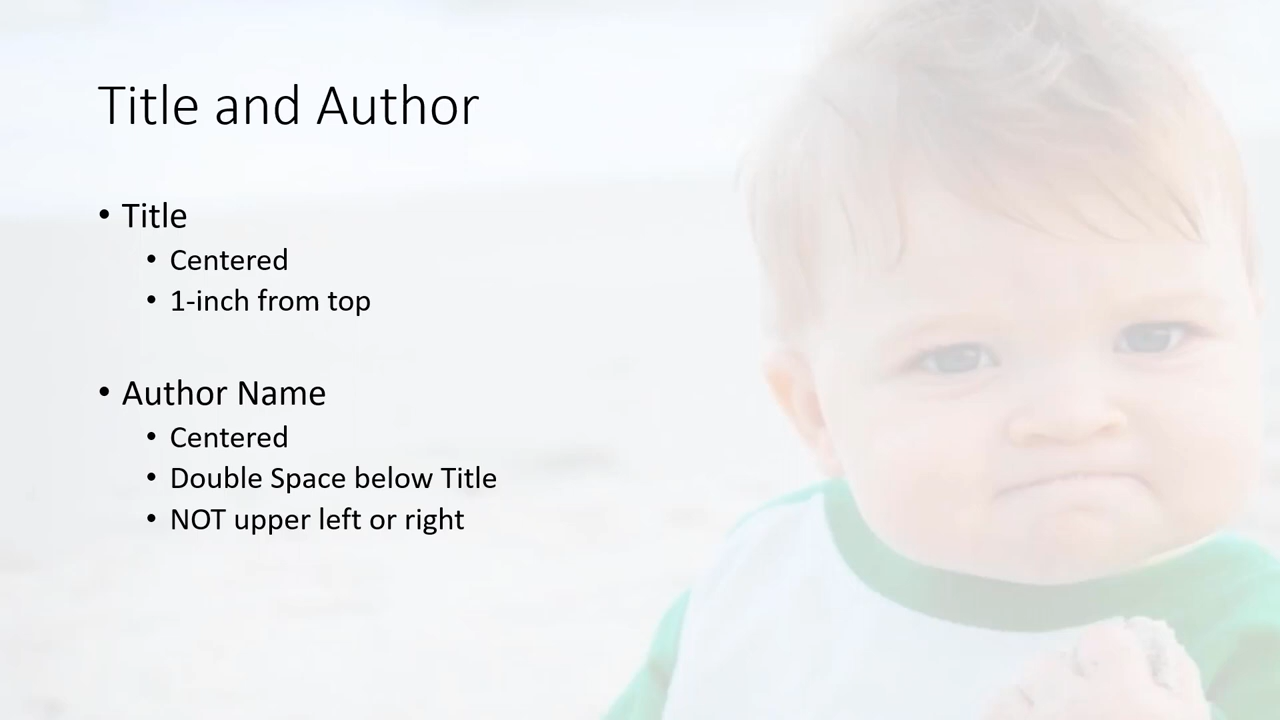 Title and Author
• Title
• Centered
• 1-inch from top
• Author Name
• Centered
• Double Space below Title
• NOT upper left or right